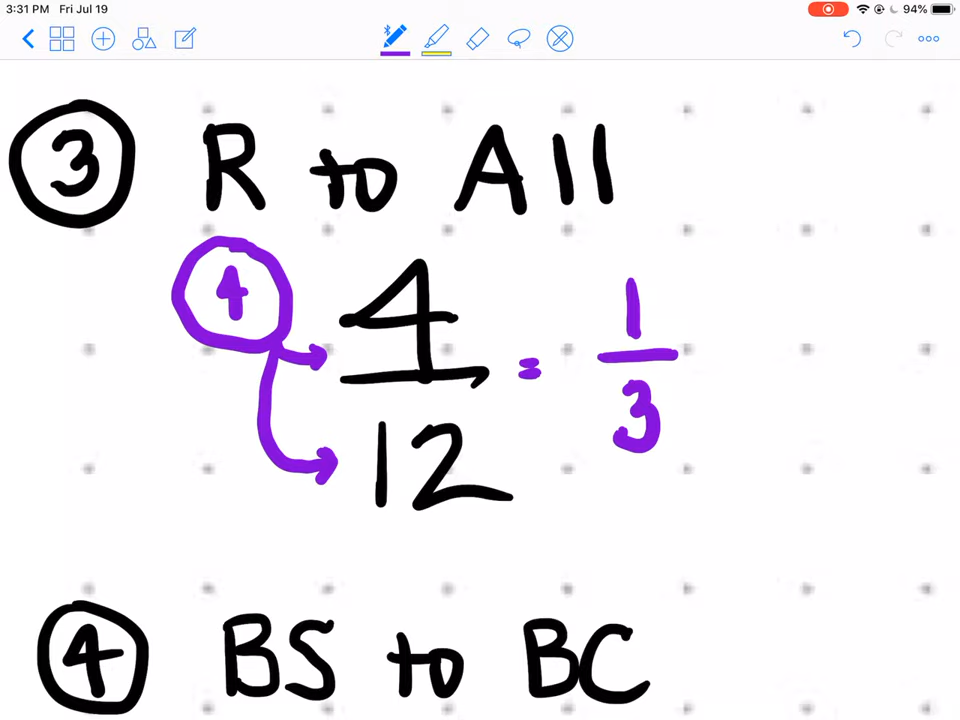 3:31 PM Fri Jul 19 94%
③ R to All
④ 4/12 = 1/3
④ BS to BC